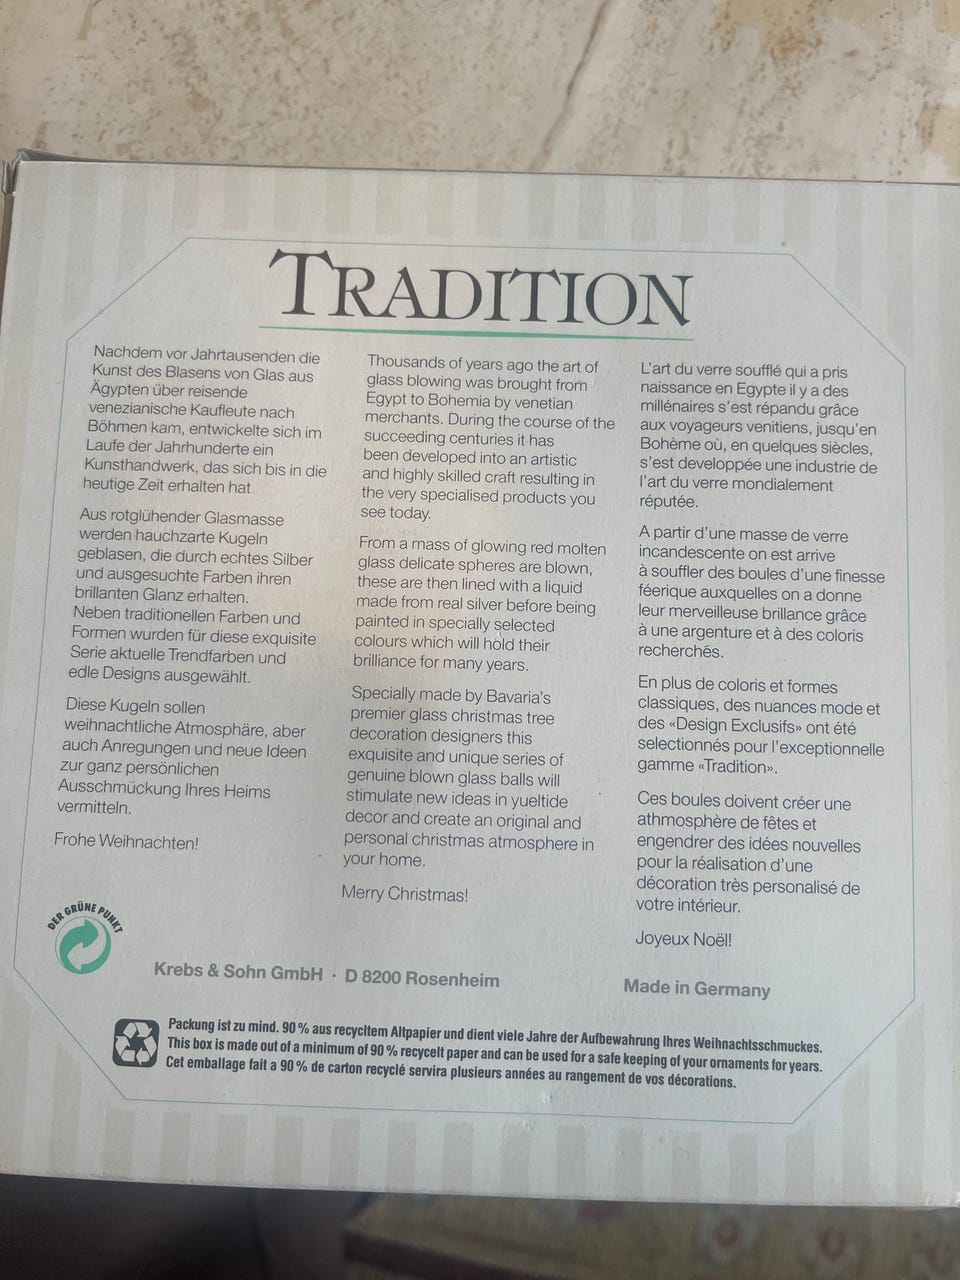 TRADITION
Nachdem vor Jahrtausenden die
Kunst des Blasens von Glas aus
Ägypten über reisende
venezianische Kaufleute nach
Böhmen kam, entwickelte sich im
Laufe der Jahrhunderte ein
Kunsthandwerk, das sich bis in die
heutige Zeit erhalten hat.
Aus rotglühender Glasmasse
werden hauchzarte Kugeln
geblasen, die durch echtes Silber
und ausgesuchte Farben ihren
brillanten Glanz erhalten.
Neben traditionellen Farben und
Formen wurden für diese exquisite
Serie aktuelle Trendfarben und
edle Designs ausgewählt.
Diese Kugeln sollen
weihnachtliche Atmosphäre, aber
auch Anregungen und neue Ideen
zur ganz persönlichen
Ausschmückung Ihres Heims
vermitteln.
Frohe Weihnachten!
Thousands of years ago the art of
glass blowing was brought from
Egypt to Bohemia by venetian
merchants. During the course of the
succeeding centuries it has
been developed into an artistic
and highly skilled craft resulting in
the very specialised products you
see today.
From a mass of glowing red molten
glass delicate spheres are blown,
these are then lined with a liquid
made from real silver before being
painted in specially selected
colours which will hold their
brilliance for many years.
Specially made by Bavaria's
premier glass christmas tree
decoration designers this
exquisite and unique series of
genuine blown glass balls will
stimulate new ideas in yueltide
decor and create an original and
personal christmas atmosphere in
your home.
Merry Christmas!
L'art du verre soufflé qui a pris
naissance en Egypte il y a des
millénaires s'est répandu grâce
aux voyageurs venitiens, jusqu'en
Bohème où, en quelques siècles,
s'est developpée une industrie de
l'art du verre mondialement
réputée.
A partir d'une masse de verre
incandescente on est arrive
à souffler des boules d'une finesse
féerique auxquelles on a donne
leur merveilleuse brillance grâce
à une argenture et à des coloris
recherchés.
En plus de coloris et formes
classiques, des nuances mode et
des «Design Exclusifs» ont été
selectionnés pour l'exceptionnelle
gamme «Tradition».
Ces boules doivent créer une
athmosphère de fêtes et
engendrer des idées nouvelles
pour la réalisation d'une
décoration très personalisé de
votre intérieur.
Joyeux Noël!
DER GRÜNE PUNKT
Krebs & Sohn GmbH · D 8200 Rosenheim
Made in Germany
Packung ist zu mind. 90 % aus recycltem Altpapier und dient viele Jahre der Aufbewahrung Ihres Weihnachtsschmuckes.
This box is made out of a minimum of 90 % recycelt paper and can be used for a safe keeping of your ornaments for years.
Cet emballage fait a 90 % de carton recyclé servira plusieurs années au rangement de vos décorations.